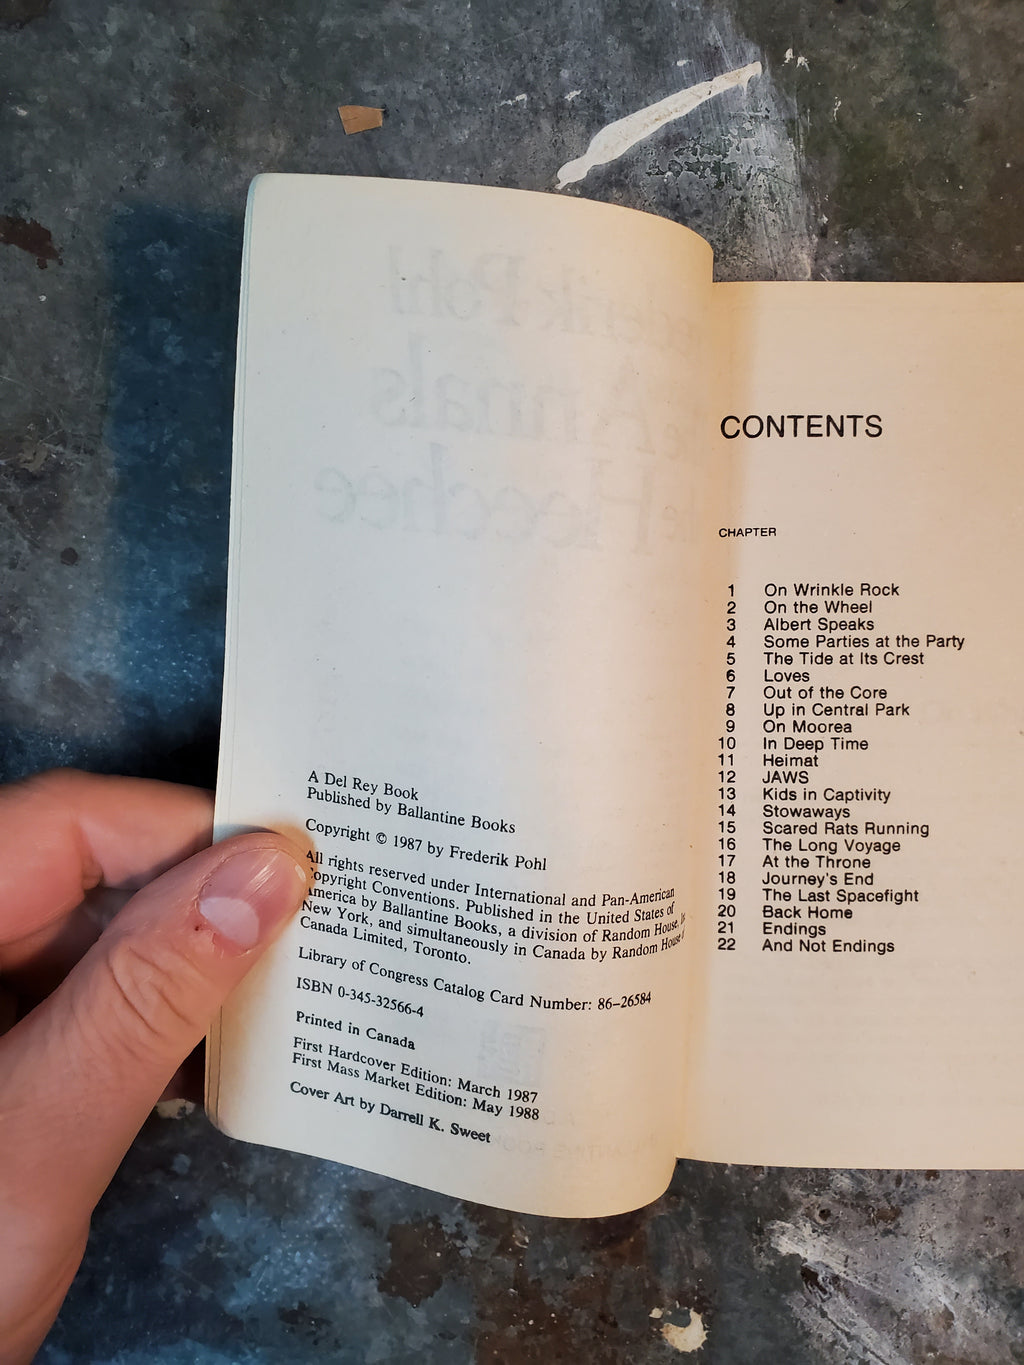 A Del Rey Book
Published by Ballantine Books
Copyright © 1987 by Frederik Pohl
All rights reserved under International and Pan-American
Copyright Conventions. Published in the United States of
America by Ballantine Books, a division of Random House,
New York, and simultaneously in Canada by Random House
Canada Limited, Toronto.
Library of Congress Catalog Card Number: 86–26584
ISBN 0-345-32566-4
Printed in Canada
First Hardcover Edition: March 1987
First Mass Market Edition: May 1988
Cover Art by Darrell K. Sweet
CONTENTS
CHAPTER
1 On Wrinkle Rock
2 On the Wheel
3 Albert Speaks
4 Some Parties at the Party
5 The Tide at Its Crest
6 Loves
7 Out of the Core
8 Up in Central Park
9 On Moorea
10 In Deep Time
11 Heimat
12 JAWS
13 Kids in Captivity
14 Stowaways
15 Scared Rats Running
16 The Long Voyage
17 At the Throne
18 Journey's End
19 The Last Spacefight
20 Back Home
21 Endings
22 And Not Endings